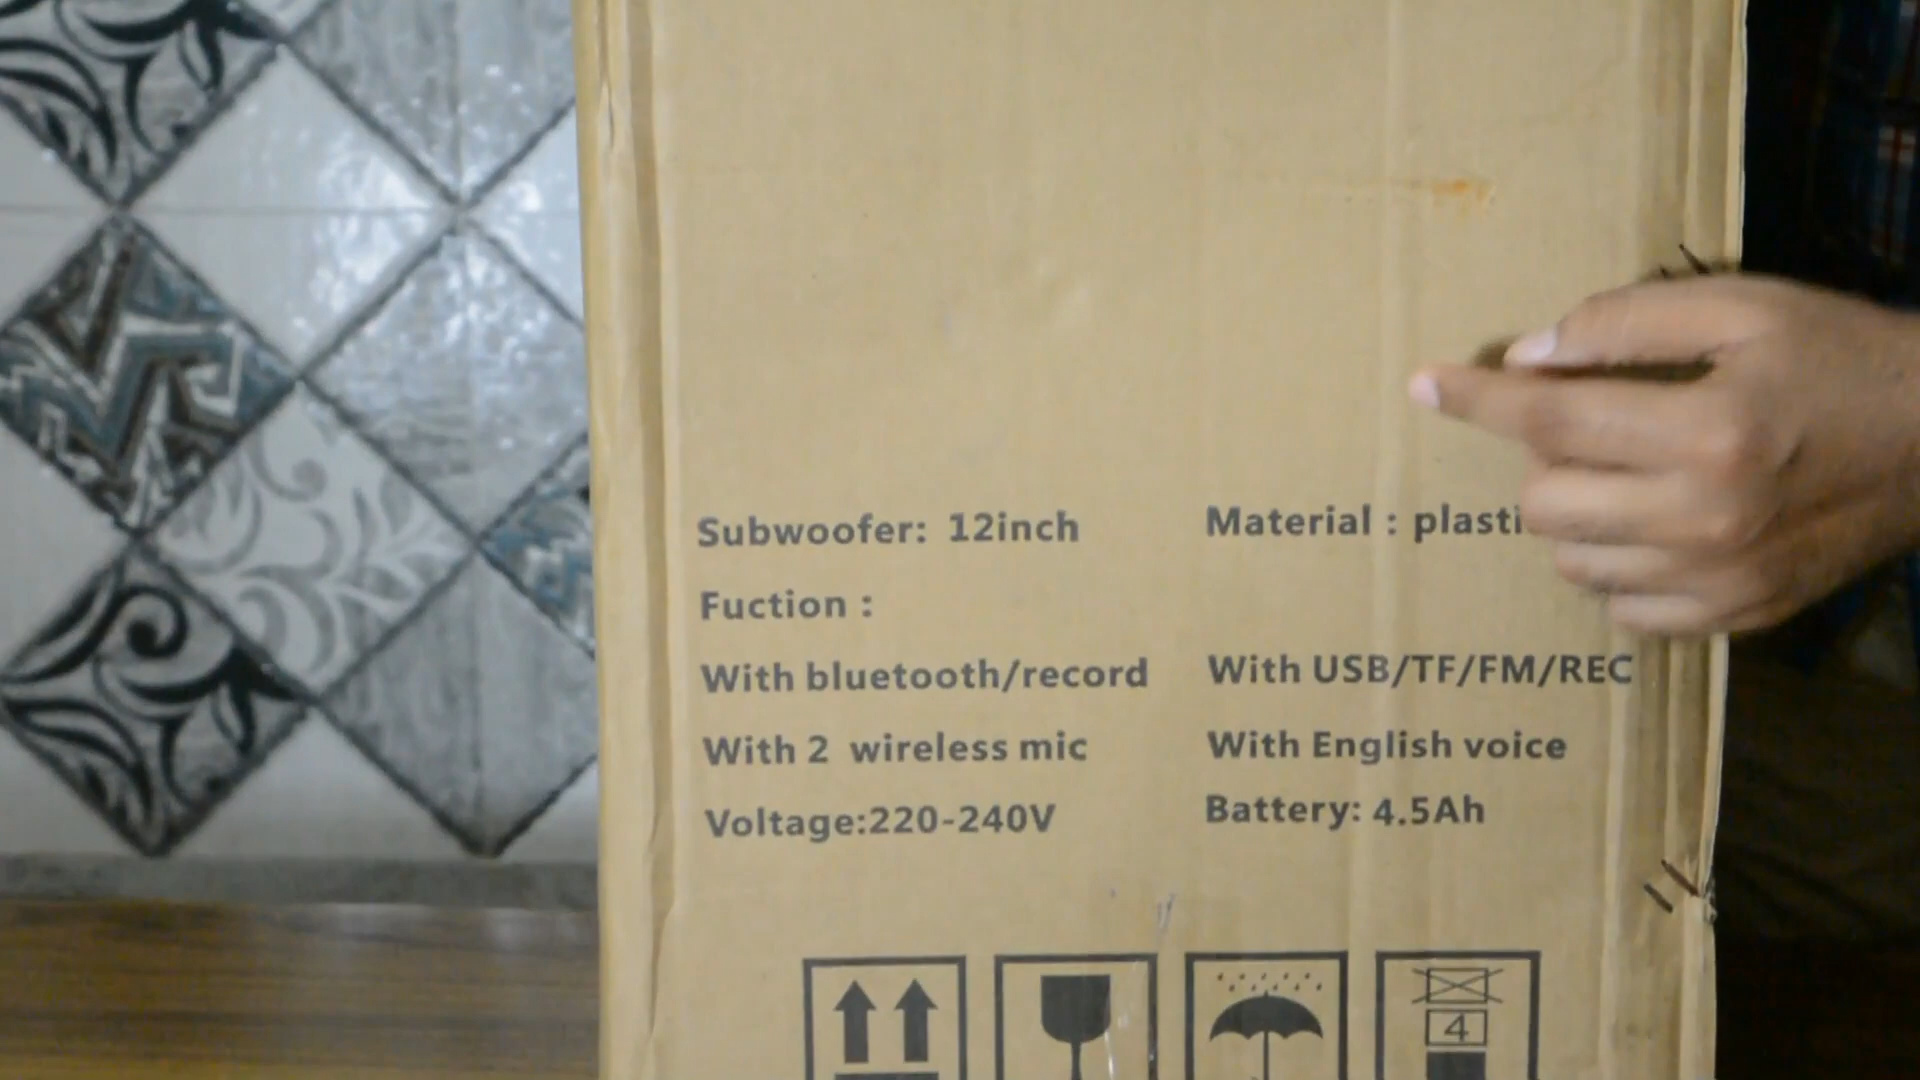 Subwoofer: 12inch
Material : plasti
Fuction :
With bluetooth/record
With USB/TF/FM/REC
With 2 wireless mic
With English voice
Voltage:220-240V
Battery: 4.5Ah
4